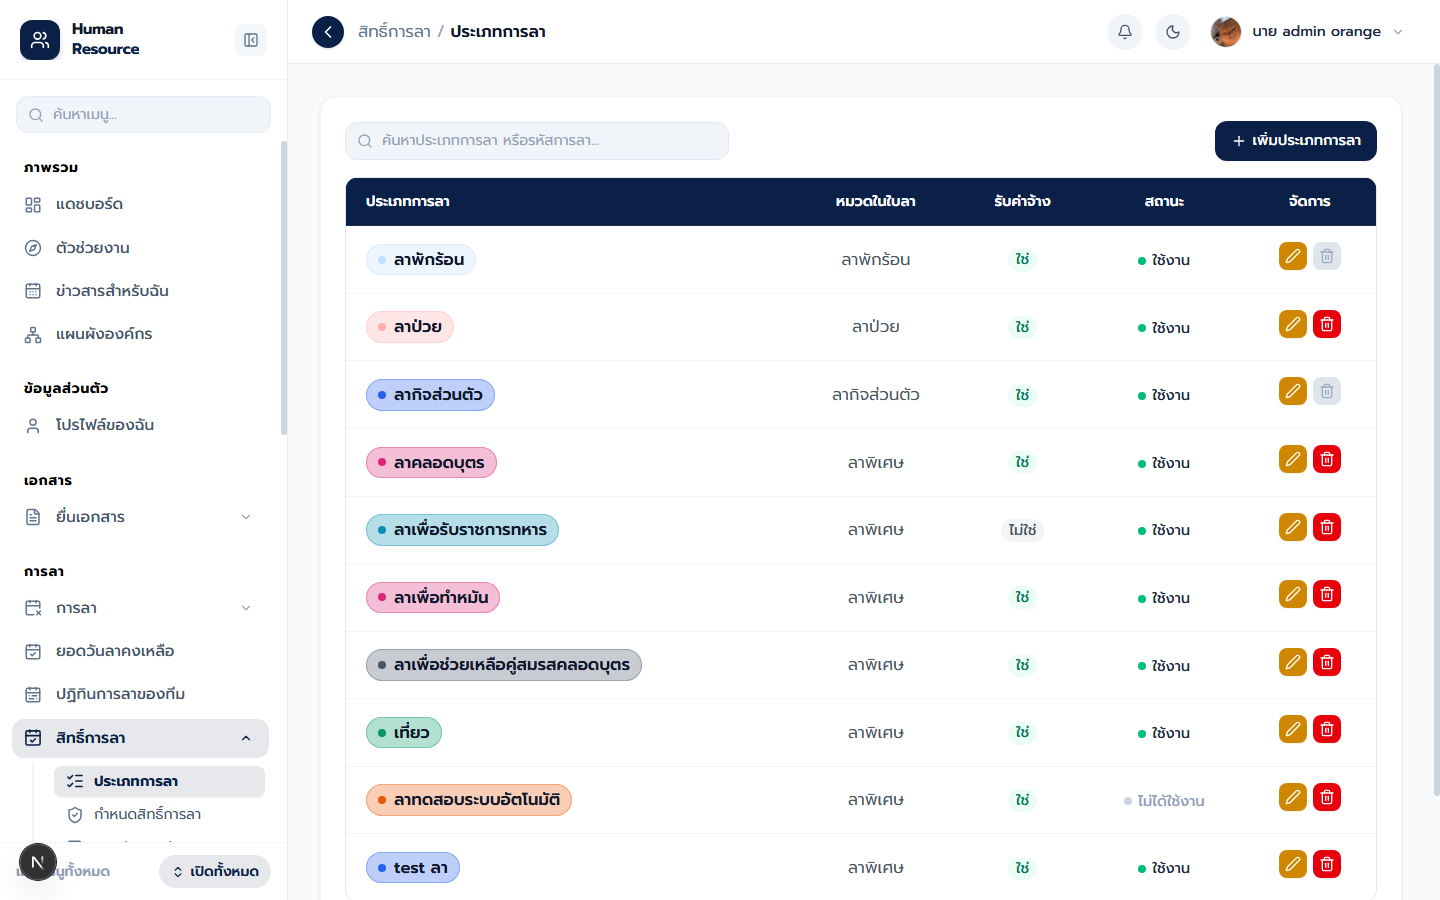 Human
Resource
สิทธิ์การลา / ประเภทการลา
นาย admin orange
ค้นหาเมนู...
ภาพรวม
แดชบอร์ด
ตัวช่วยงาน
ข่าวสารสำหรับฉัน
แผนผังองค์กร
ข้อมูลส่วนตัว
โปรไฟล์ของฉัน
เอกสาร
ยื่นเอกสาร
การลา
การลา
ยอดวันลาคงเหลือ
ปฏิทินการลาของทีม
สิทธิ์การลา
ประเภทการลา
กำหนดสิทธิ์การลา
N
เปิดทั้งหมด
ค้นหาประเภทการลา หรือรหัสการลา...
เพิ่มประเภทการลา
ประเภทการลา หมวดในใบลา รับค่าจ้าง สถานะ จัดการ
ลาพักร้อน ลาพักร้อน ใช่ ใช้งาน
ลาป่วย ลาป่วย ใช่ ใช้งาน
ลากิจส่วนตัว ลากิจส่วนตัว ใช่ ใช้งาน
ลาคลอดบุตร ลาพิเศษ ใช่ ใช้งาน
ลาเพื่อรับราชการทหาร ลาพิเศษ ไม่ใช่ ใช้งาน
ลาเพื่อทำหมัน ลาพิเศษ ใช่ ใช้งาน
ลาเพื่อช่วยเหลือคู่สมรสคลอดบุตร ลาพิเศษ ใช่ ใช้งาน
เที่ยว ลาพิเศษ ใช่ ใช้งาน
ลาทดสอบระบบอัตโนมัติ ลาพิเศษ ใช่ ไม่ได้ใช้งาน
test ลา ลาพิเศษ ใช่ ใช้งาน